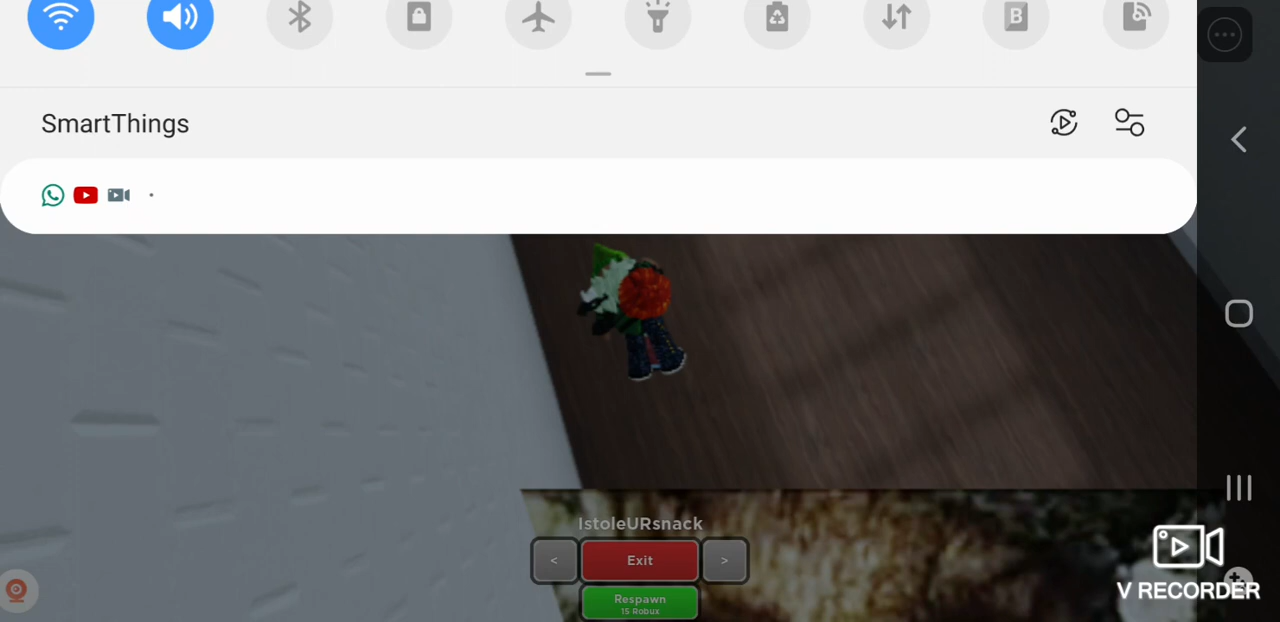 SmartThings
IstoleURsnack
<
Exit
>
Respawn
15 Robux
V RECORDER